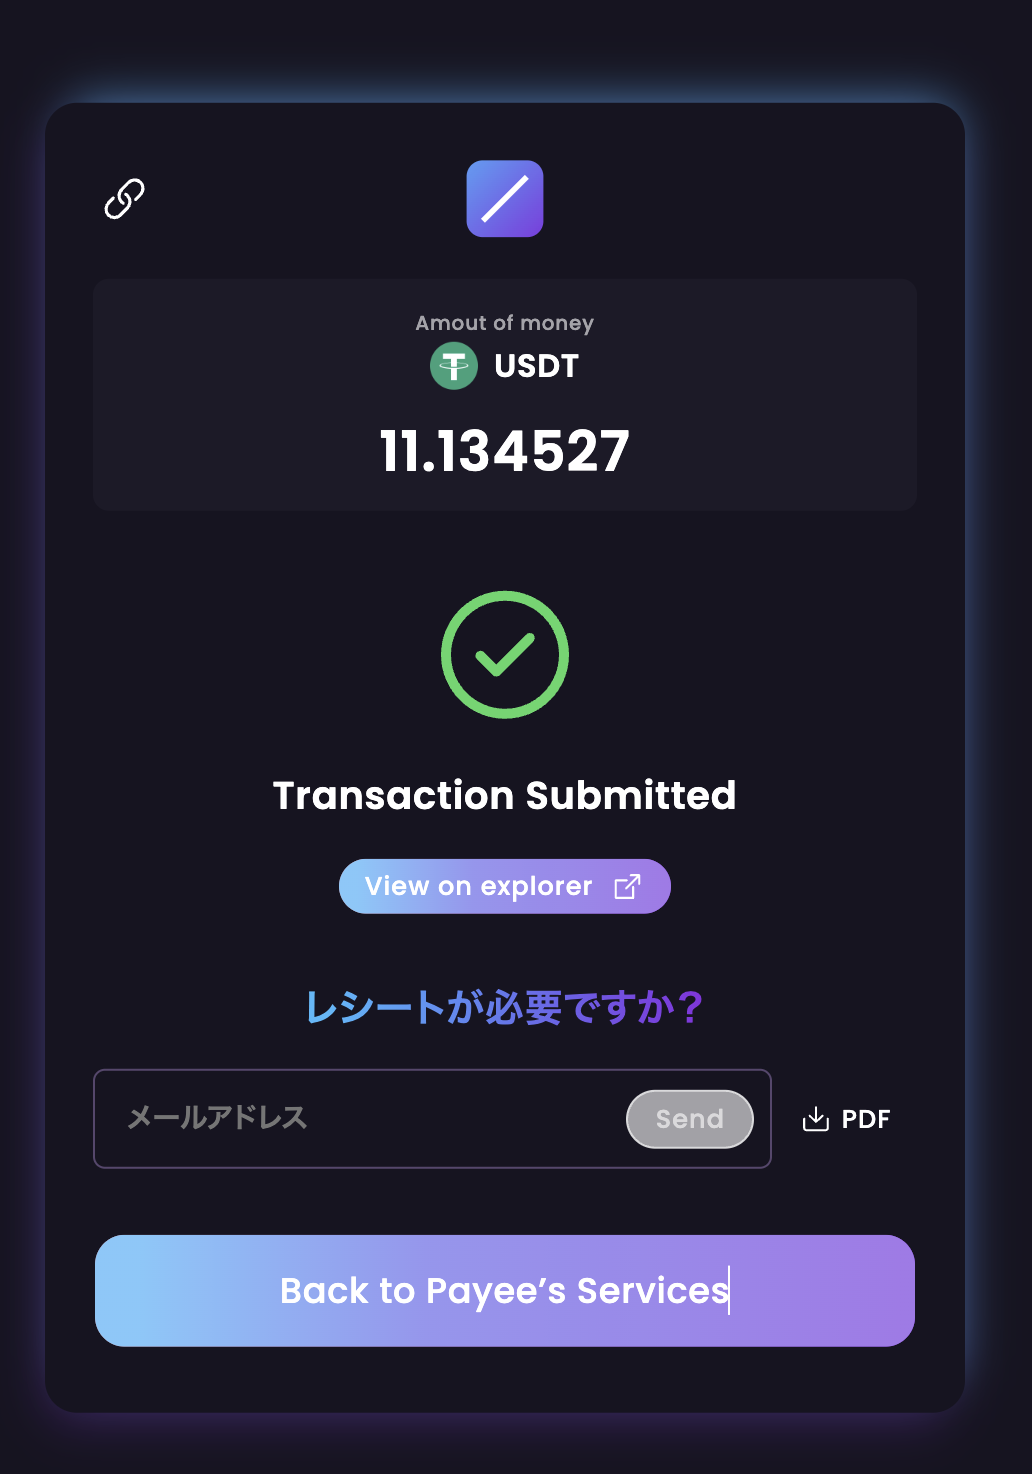 Amout of money
USDT
11.134527
Transaction Submitted
View on explorer
レシートが必要ですか？
メールアドレス
Send
PDF
Back to Payee’s Services